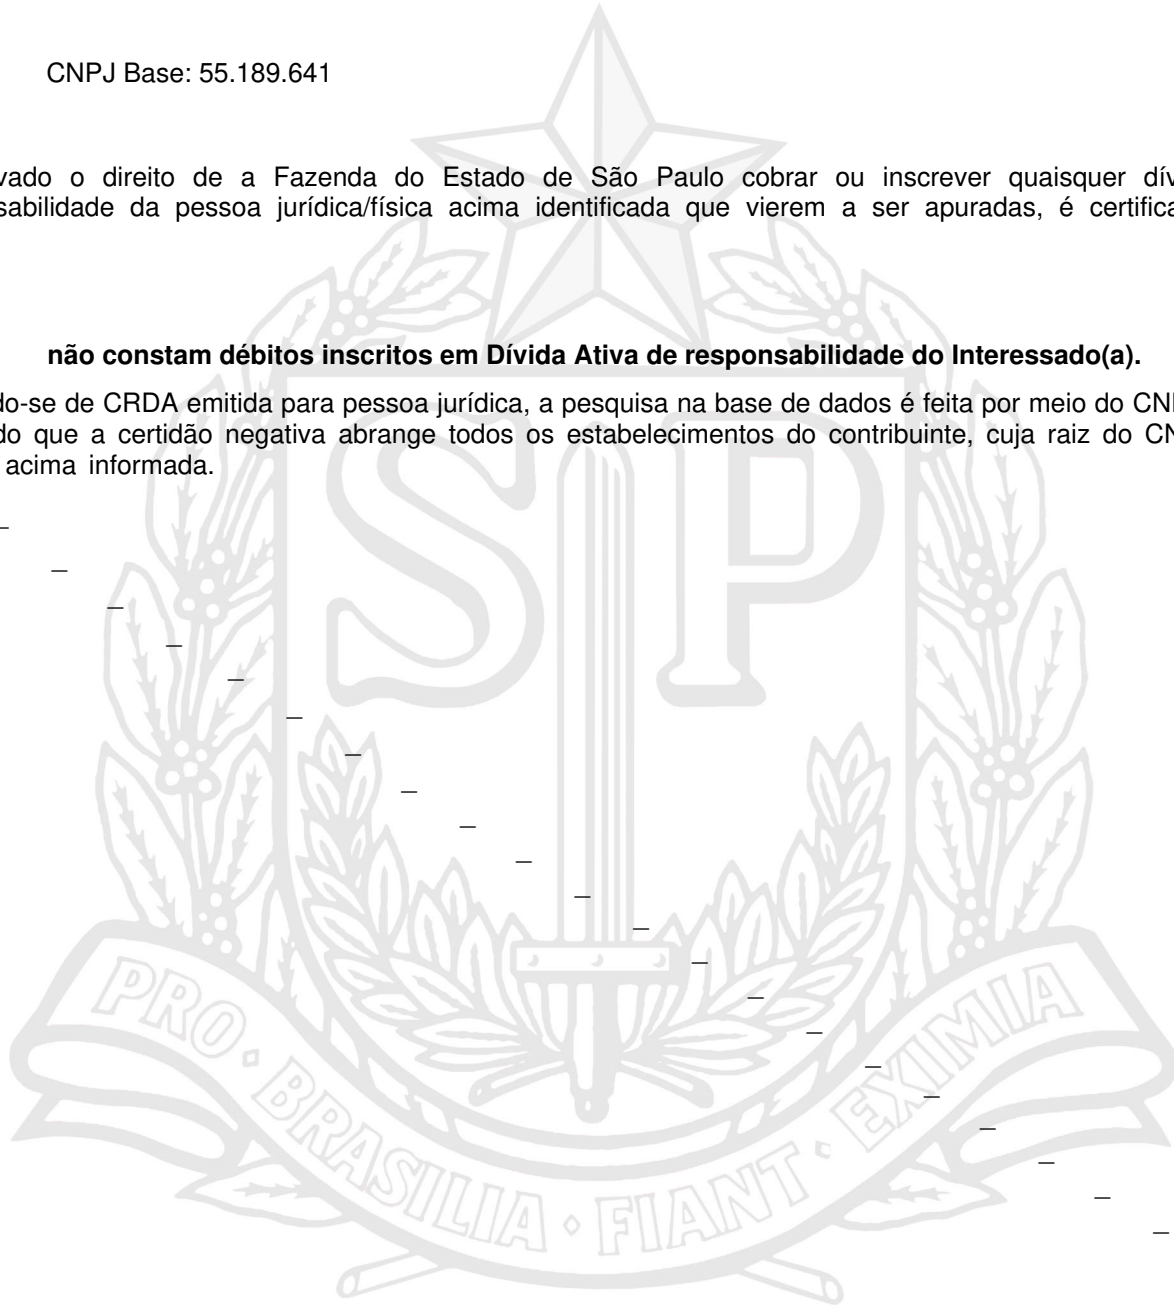 CNPJ Base: 55.189.641
vado o direito de a Fazenda do Estado de São Paulo cobrar ou inscrever quaisquer dív
sabilidade da pessoa jurídica/física acima identificada que vierem a ser apuradas, é certifica
não constam débitos inscritos em Dívida Ativa de responsabilidade do Interessado(a).
do-se de CRDA emitida para pessoa jurídica, a pesquisa na base de dados é feita por meio do CN
do que a certidão negativa abrange todos os estabelecimentos do contribuinte, cuja raiz do CN
acima informada.
SP
PRO • BRASILIA • FIANT • EXIMIA